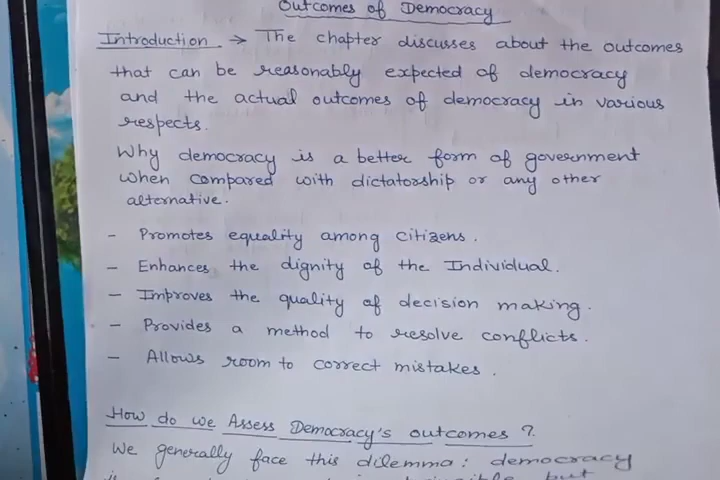 Outcomes of Democracy
Introduction → The chapter discusses about the outcomes
that can be reasonably expected of democracy
and the actual outcomes of democracy in various
respects.
Why democracy is a better form of government
when compared with dictatorship or any other
alternative.
- Promotes equality among citizens.
- Enhances the dignity of the Individual.
- Improves the quality of decision making.
- Provides a method to resolve conflicts.
- Allows room to correct mistakes.
How do we Assess Democracy's outcomes ?
We generally face this dilemma : democracy
but